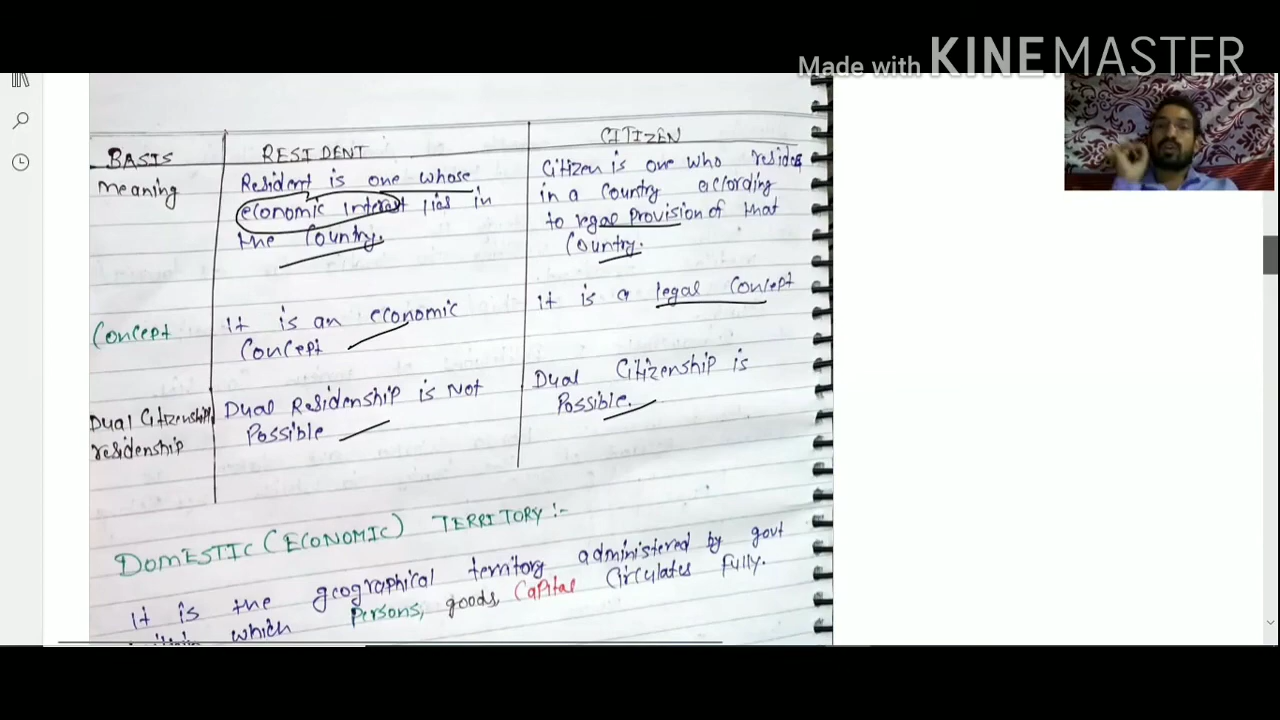 Made with KINEMASTER
BASIS RESIDENT CITIZEN
Meaning
Resident is one whose
economic interest lies in
the Country.
Citizen is one who resides
in a Country according
to legal provision of that
Country.
Concept
It is an economic
Concept
It is a legal Concept
Dual Citizenship
residenship
Dual Residenship is Not
Possible
Dual Citizenship is
Possible.
DOMESTIC (ECONOMIC) TERRITORY :-
It is the geographical territory administered by govt
within which Persons, goods, Capital Circulates fully.